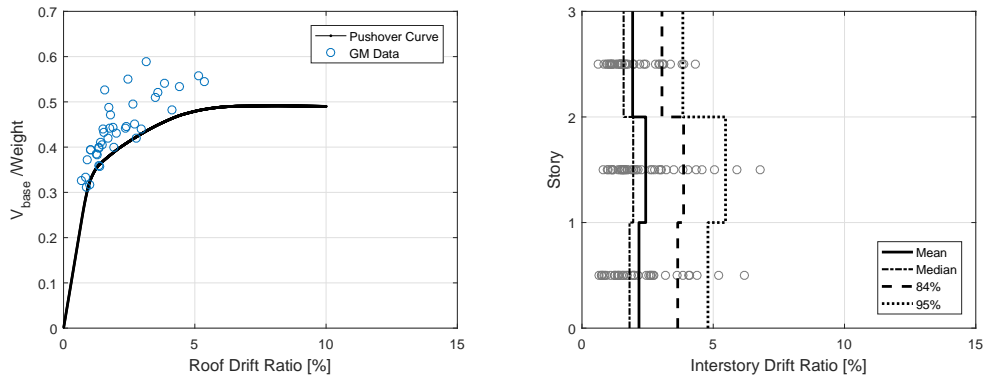 0.7
0.6
0.5
0.4
0.3
0.2
0.1
0
V_base /Weight
0 5 10 15
Roof Drift Ratio [%]
Pushover Curve
GM Data
3
2
1
0
Story
0 5 10 15
Interstory Drift Ratio [%]
Mean
Median
84%
95%